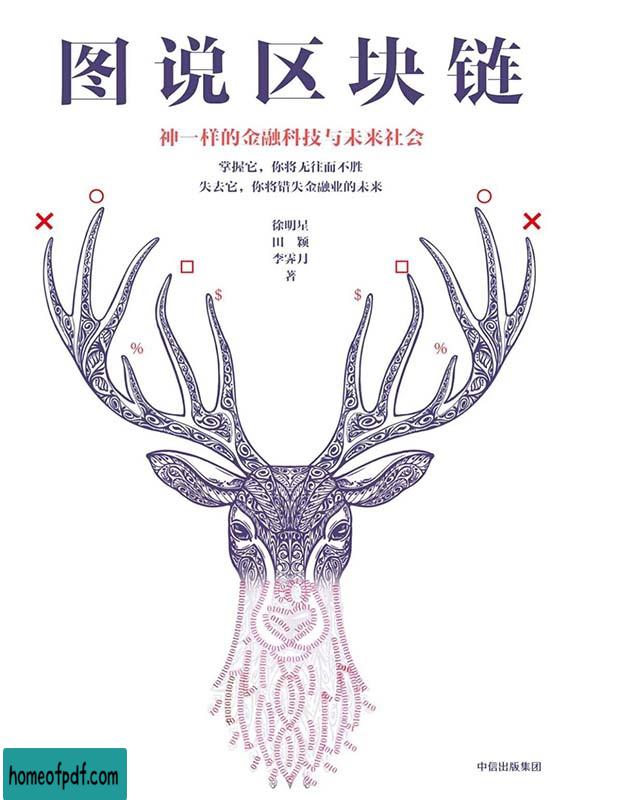 图说区块链
神一样的金融科技与未来社会
掌握它，你将无往而不胜
失去它，你将错失金融业的未来
徐明星
田 颖
李霁月
著
$ $
% %
中信出版集团
homeofpdf.com